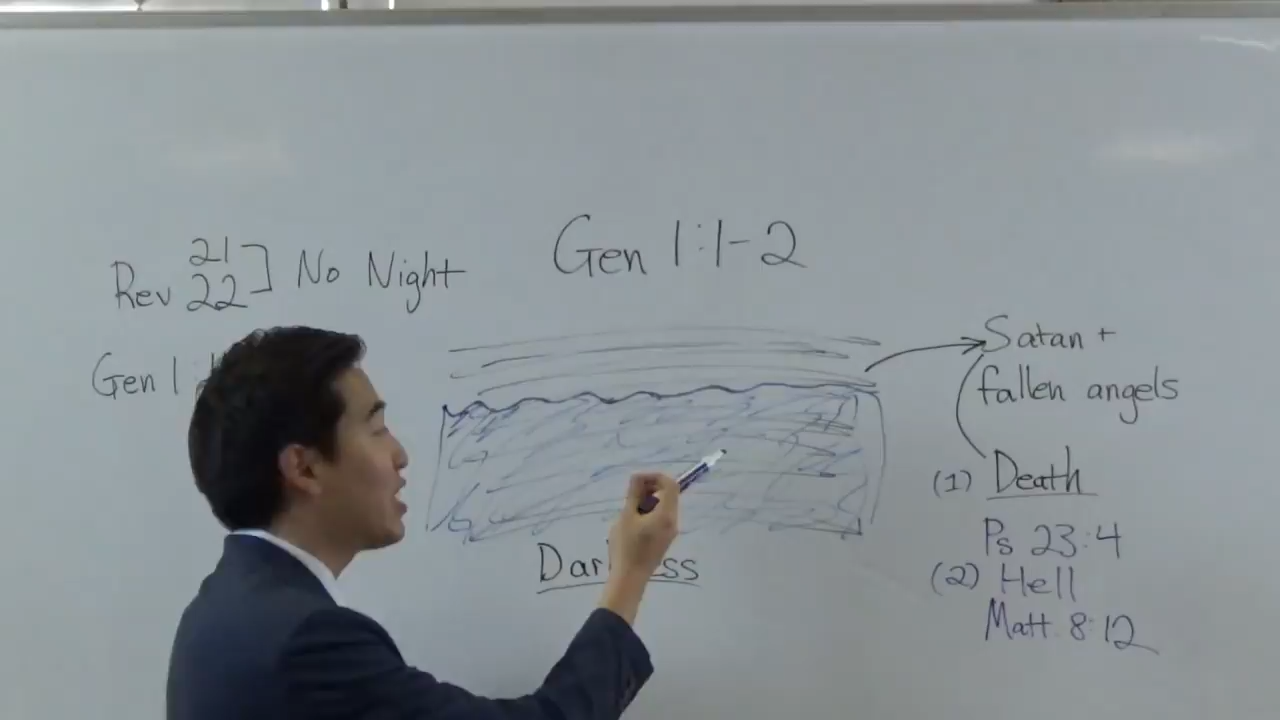 Gen 1:1-2
Rev 21 22 ] No Night
Gen 1
Satan +
fallen angels
(1) Death
Ps 23:4
(2) Hell
Matt 8:12